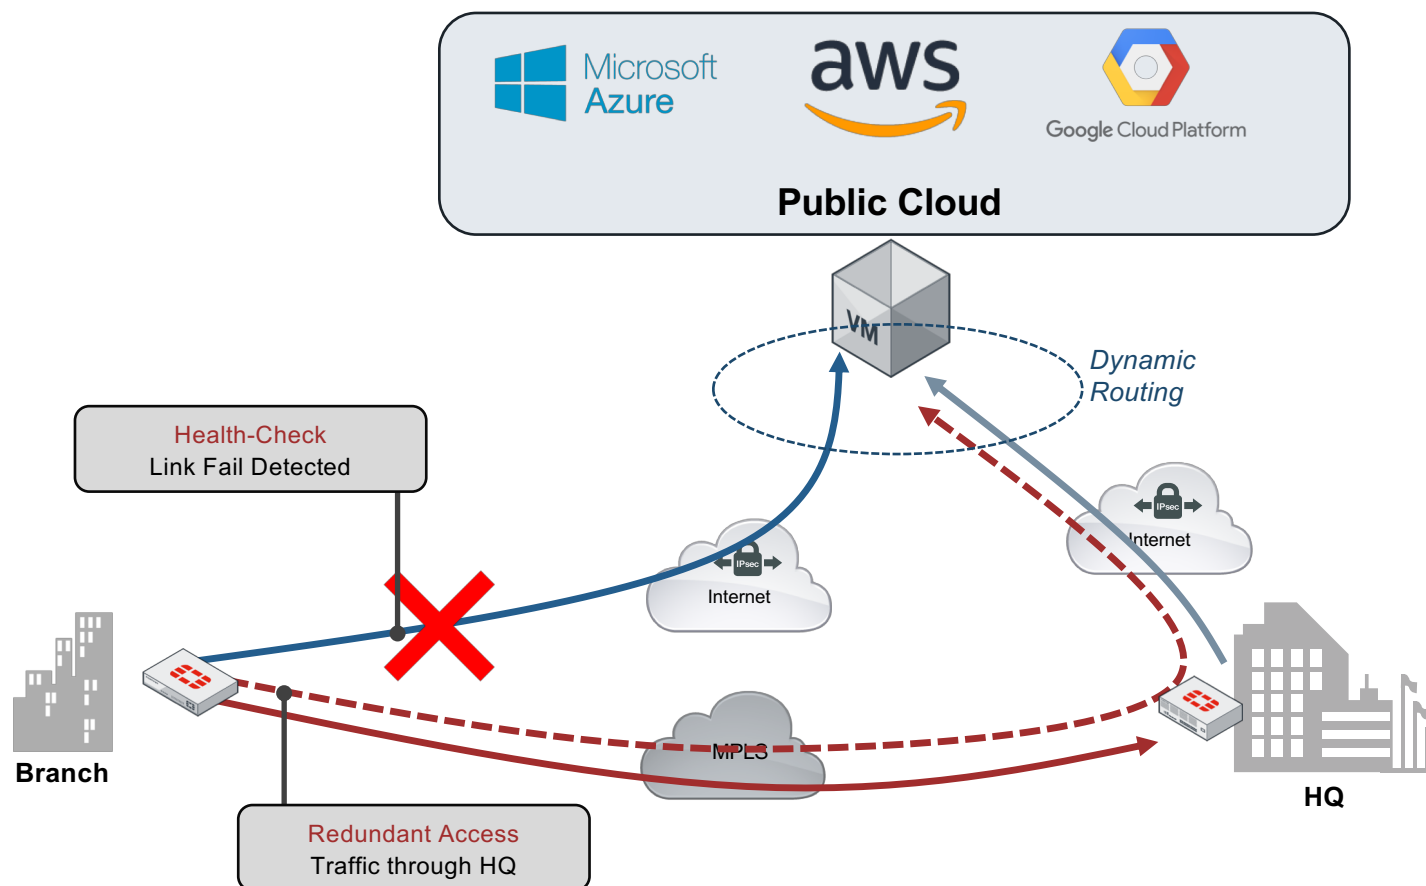 Microsoft
Azure
aws
Google Cloud Platform
Public Cloud
VM
Dynamic
Routing
Health-Check
Link Fail Detected
IPsec
Internet
IPsec
Internet
MPLS
Branch
HQ
Redundant Access
Traffic through HQ